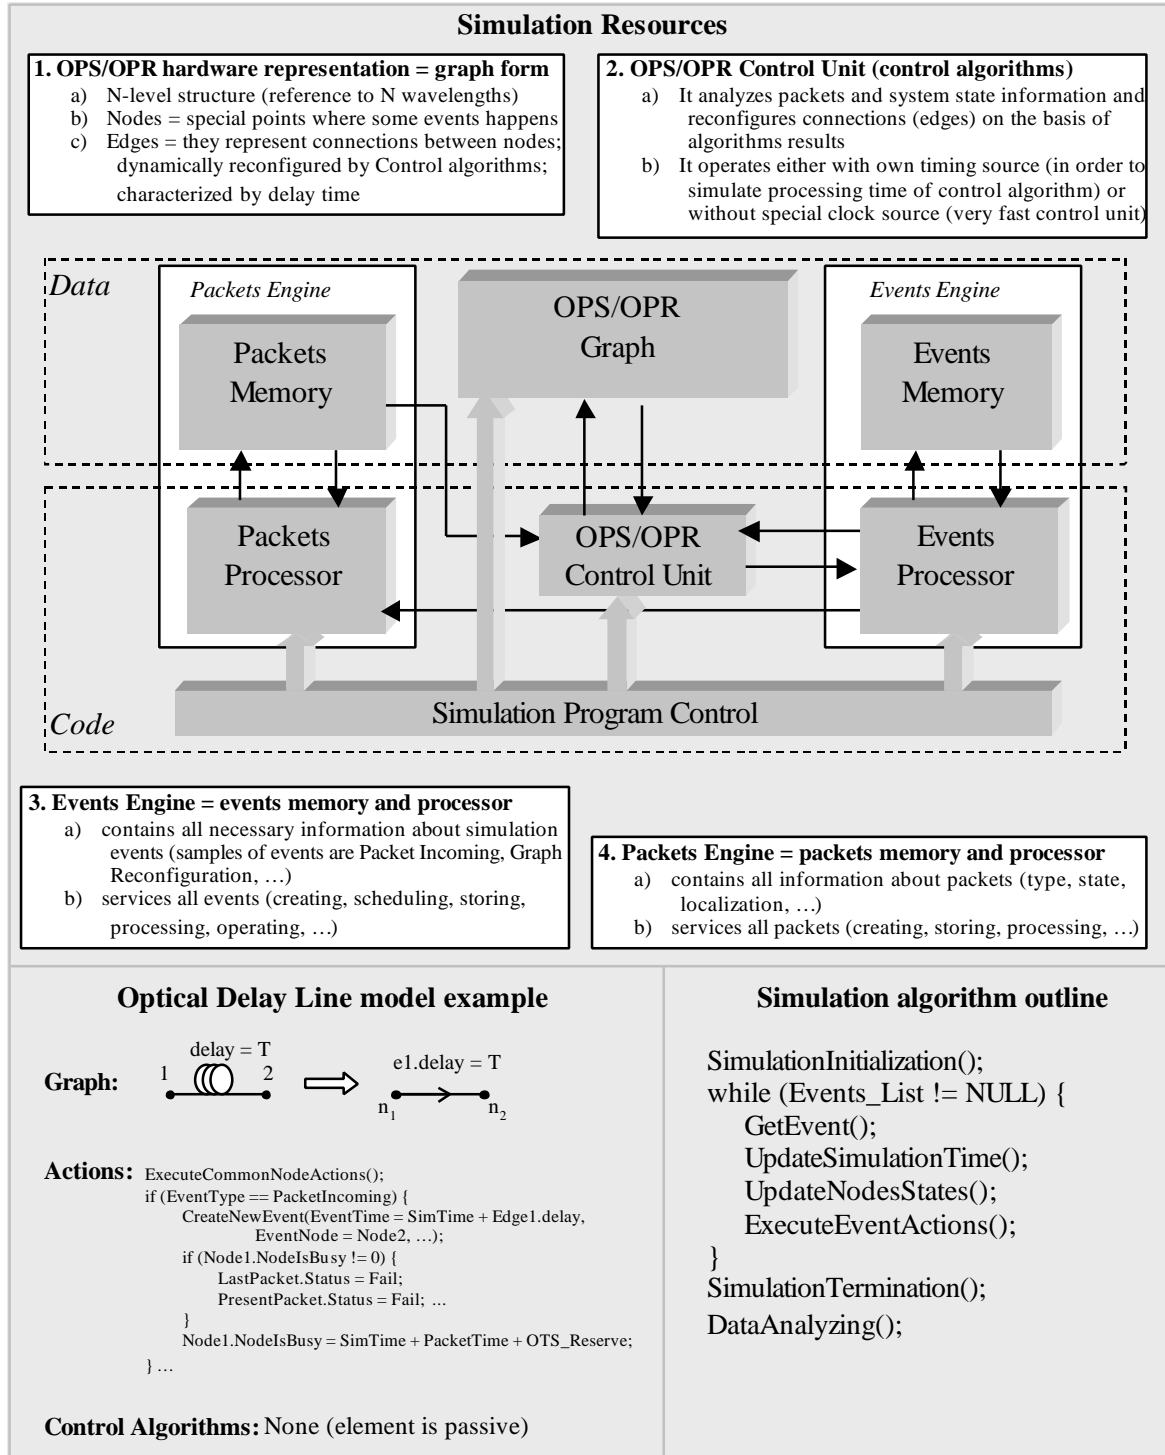 Simulation Resources
1. OPS/OPR hardware representation = graph form
a) N-level structure (reference to N wavelengths)
b) Nodes = special points where some events happens
c) Edges = they represent connections between nodes;
dynamically reconfigured by Control algorithms;
characterized by delay time
2. OPS/OPR Control Unit (control algorithms)
a) It analyzes packets and system state information and
reconfigures connections (edges) on the basis of
algorithms results
b) It operates either with own timing source (in order to
simulate processing time of control algorithm) or
without special clock source (very fast control unit)
Data
Packets Engine
Packets
Memory
OPS/OPR
Graph
Events Engine
Events
Memory
Packets
Processor
OPS/OPR
Control Unit
Events
Processor
Code
Simulation Program Control
3. Events Engine = events memory and processor
a) contains all necessary information about simulation
events (samples of events are Packet Incoming, Graph
Reconfiguration, …)
b) services all events (creating, scheduling, storing,
processing, operating, …)
4. Packets Engine = packets memory and processor
a) contains all information about packets (type, state,
localization, …)
b) services all packets (creating, storing, processing, …)
Optical Delay Line model example
Graph:
delay = T
1 2
e1.delay = T
n1 n2
Actions: ExecuteCommonNodeActions();
if (EventType == PacketIncoming) {
CreateNewEvent(EventTime = SimTime + Edge1.delay,
EventNode = Node2, …);
if (Node1.NodeIsBusy != 0) {
LastPacket.Status = Fail;
PresentPacket.Status = Fail; …
}
Node1.NodeIsBusy = SimTime + PacketTime + OTS_Reserve;
} …
Control Algorithms: None (element is passive)
Simulation algorithm outline
SimulationInitialization();
while (Events_List != NULL) {
GetEvent();
UpdateSimulationTime();
UpdateNodesStates();
ExecuteEventActions();
}
SimulationTermination();
DataAnalyzing();